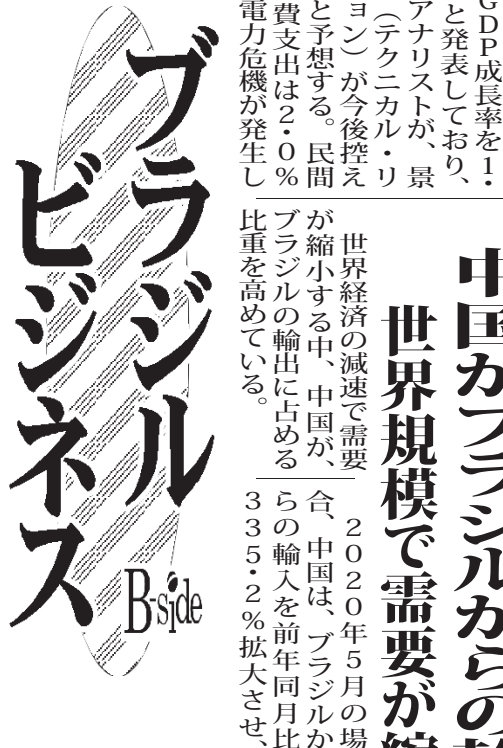 GDP成長率を1・
と発表しており、
アナリストが、景
（テクニカル・リ
ョン）が今後控え
と予想する。民間
費支出は2・0％
電力危機が発生し
中国がブラジルからの
世界規模で需要が
世界経済の減速で需要
が縮小する中、中国が、
ブラジルの輸出に占める
比重を高めている。
2020年5月の場
合、中国は、ブラジルか
らの輸入を前年同月比
335・2％拡大させ、
ブラジル
ビジネス
B-side